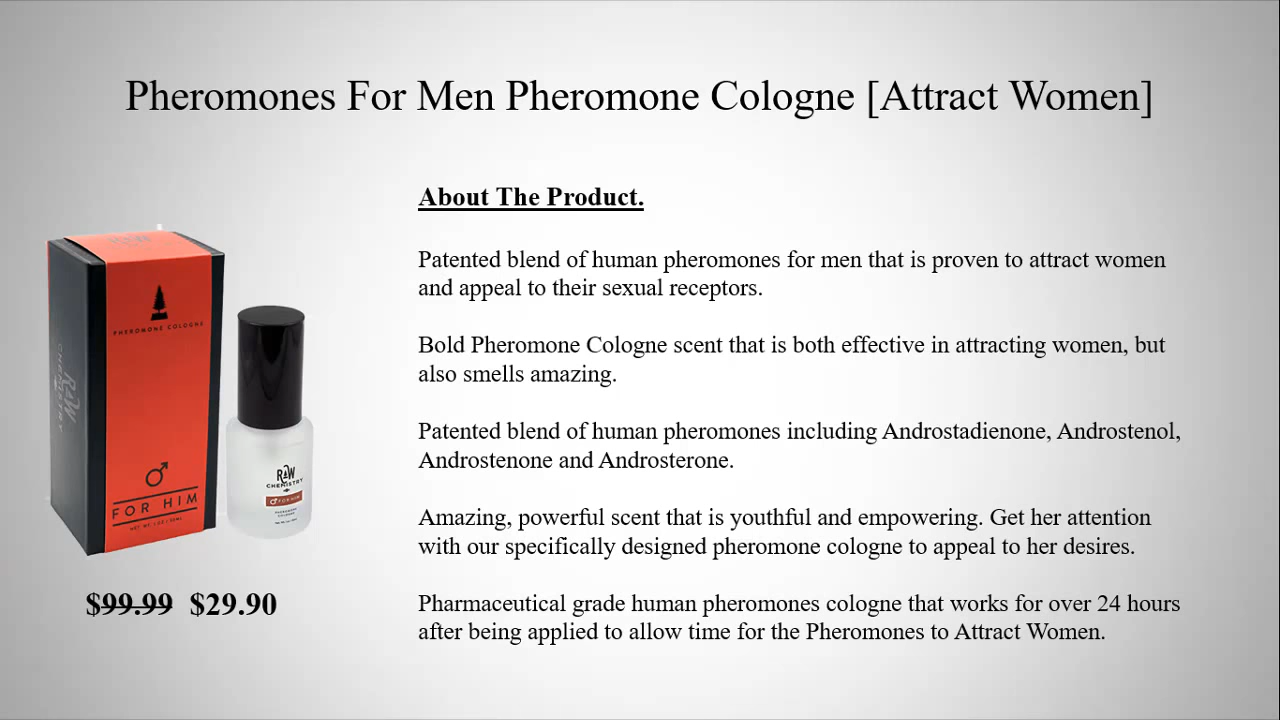 Pheromones For Men Pheromone Cologne [Attract Women]
About The Product.
Patented blend of human pheromones for men that is proven to attract women
and appeal to their sexual receptors.
Bold Pheromone Cologne scent that is both effective in attracting women, but
also smells amazing.
Patented blend of human pheromones including Androstadienone, Androstenol,
Androstenone and Androsterone.
Amazing, powerful scent that is youthful and empowering. Get her attention
with our specifically designed pheromone cologne to appeal to her desires.
Pharmaceutical grade human pheromones cologne that works for over 24 hours
after being applied to allow time for the Pheromones to Attract Women.
RAW
PHEROMONE COLOGNE
RAW
CHEMISTRY
FOR HIM
RAW
CHEMISTRY
FOR HIM
$99.99 $29.90